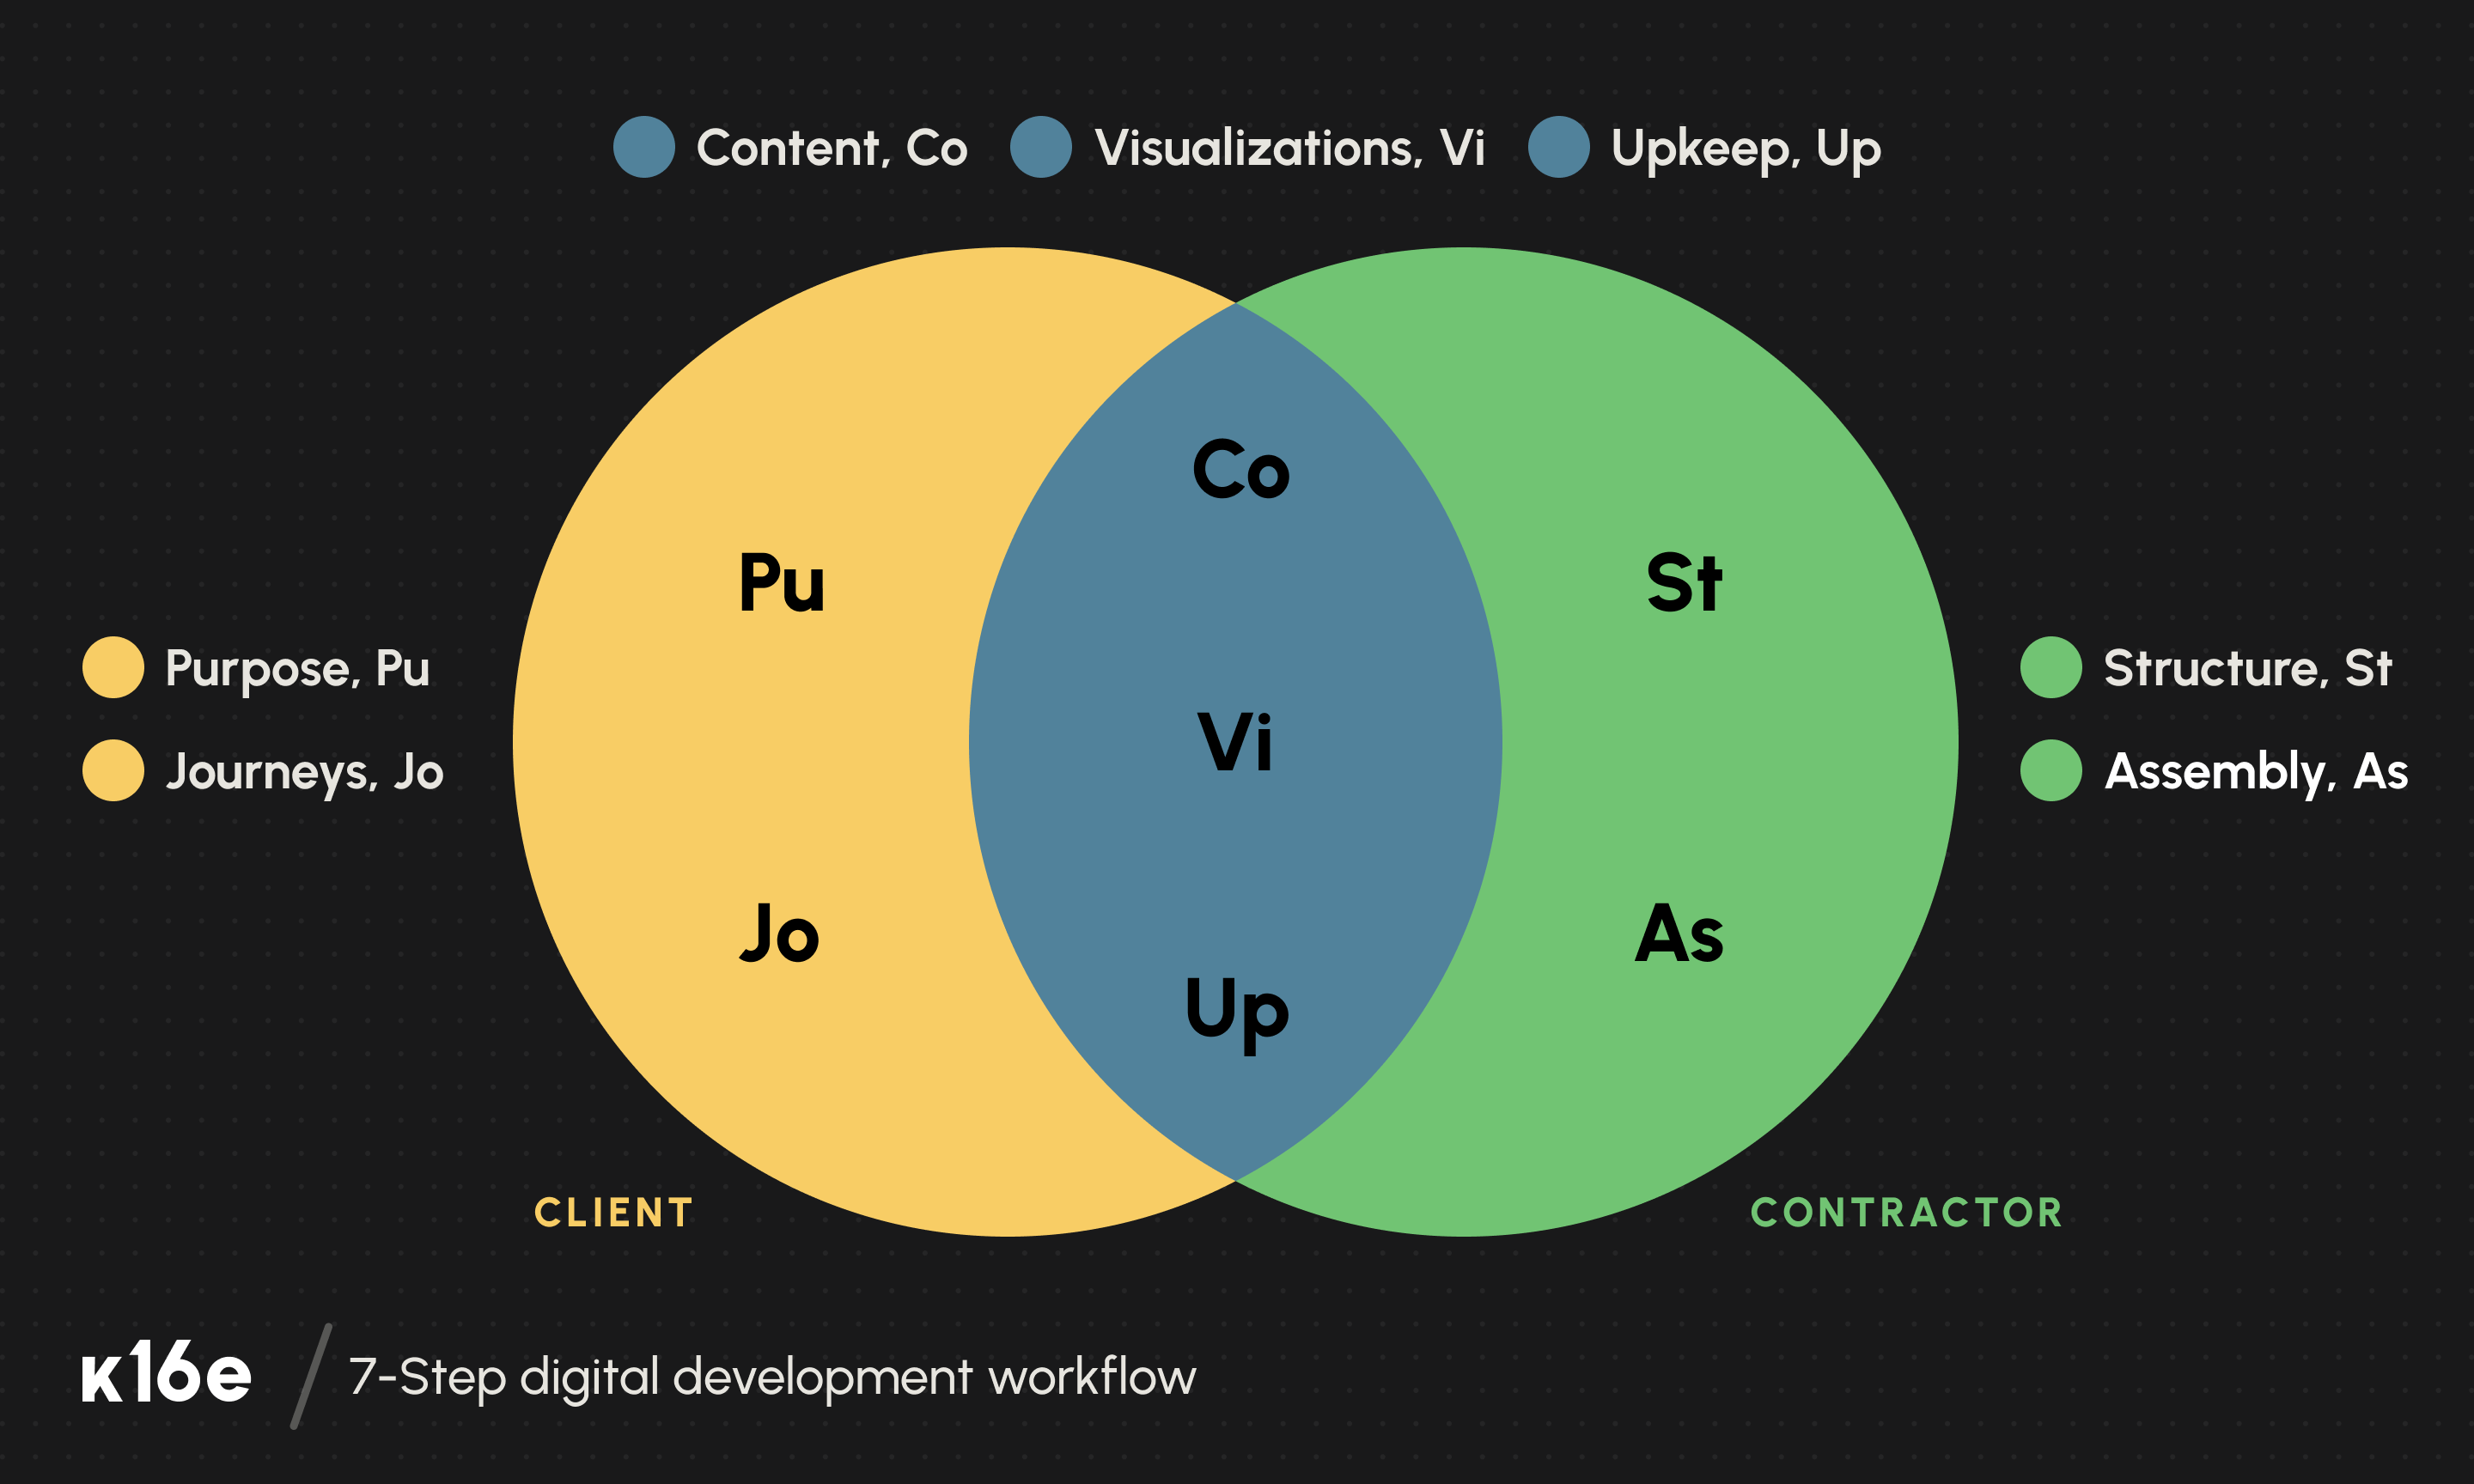 Content, Co
Visualizations, Vi
Upkeep, Up
Co
Pu
St
Purpose, Pu
Structure, St
Vi
Journeys, Jo
Assembly, As
Jo
As
Up
CLIENT
CONTRACTOR
к16e
7-Step digital development workflow